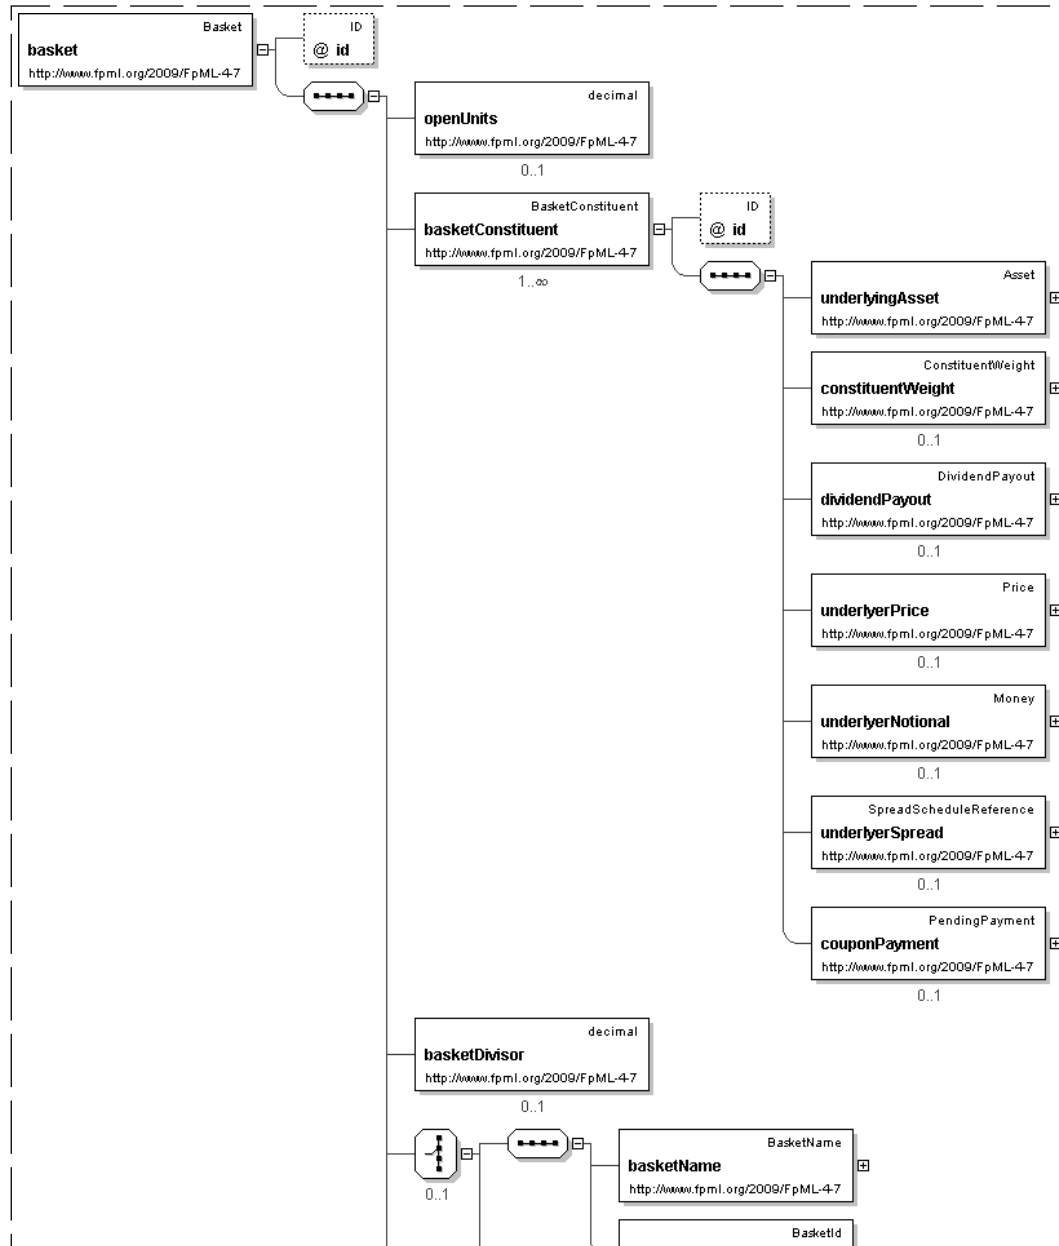 Basket
basket
http://www.fpml.org/2009/FpML-4-7
ID
@ id
decimal
openUnits
http://www.fpml.org/2009/FpML-4-7
0..1
BasketConstituent
basketConstituent
http://www.fpml.org/2009/FpML-4-7
1..∞
ID
@ id
Asset
underlyingAsset
http://www.fpml.org/2009/FpML-4-7
ConstituentWeight
constituentWeight
http://www.fpml.org/2009/FpML-4-7
0..1
DividendPayout
dividendPayout
http://www.fpml.org/2009/FpML-4-7
0..1
Price
underlyerPrice
http://www.fpml.org/2009/FpML-4-7
0..1
Money
underlyerNotional
http://www.fpml.org/2009/FpML-4-7
0..1
SpreadScheduleReference
underlyerSpread
http://www.fpml.org/2009/FpML-4-7
0..1
PendingPayment
couponPayment
http://www.fpml.org/2009/FpML-4-7
0..1
decimal
basketDivisor
http://www.fpml.org/2009/FpML-4-7
0..1
0..1
BasketName
basketName
http://www.fpml.org/2009/FpML-4-7
BasketId